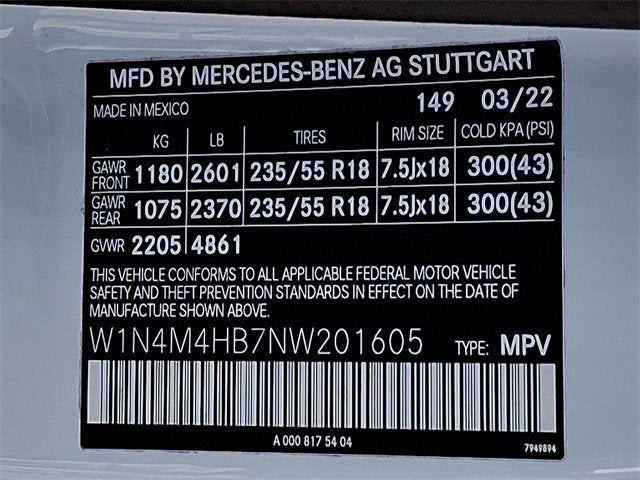 MFD BY MERCEDES-BENZ AG STUTTGART
MADE IN MEXICO 149 03/22
KG LB TIRES RIM SIZE COLD KPA(PSI)
GAWR FRONT 1180 2601 235/55 R18 7.5Jx18 300(43)
GAWR REAR 1075 2370 235/55 R18 7.5Jx18 300(43)
GVWR 2205 4861
THIS VEHICLE CONFORMS TO ALL APPLICABLE FEDERAL MOTOR VEHICLE
SAFETY AND THEFT PREVENTION STANDARDS IN EFFECT ON THE DATE OF
MANUFACTURE SHOWN ABOVE.
W1N4M4HB7NW201605 TYPE: MPV
A 000 817 54 04 7949894